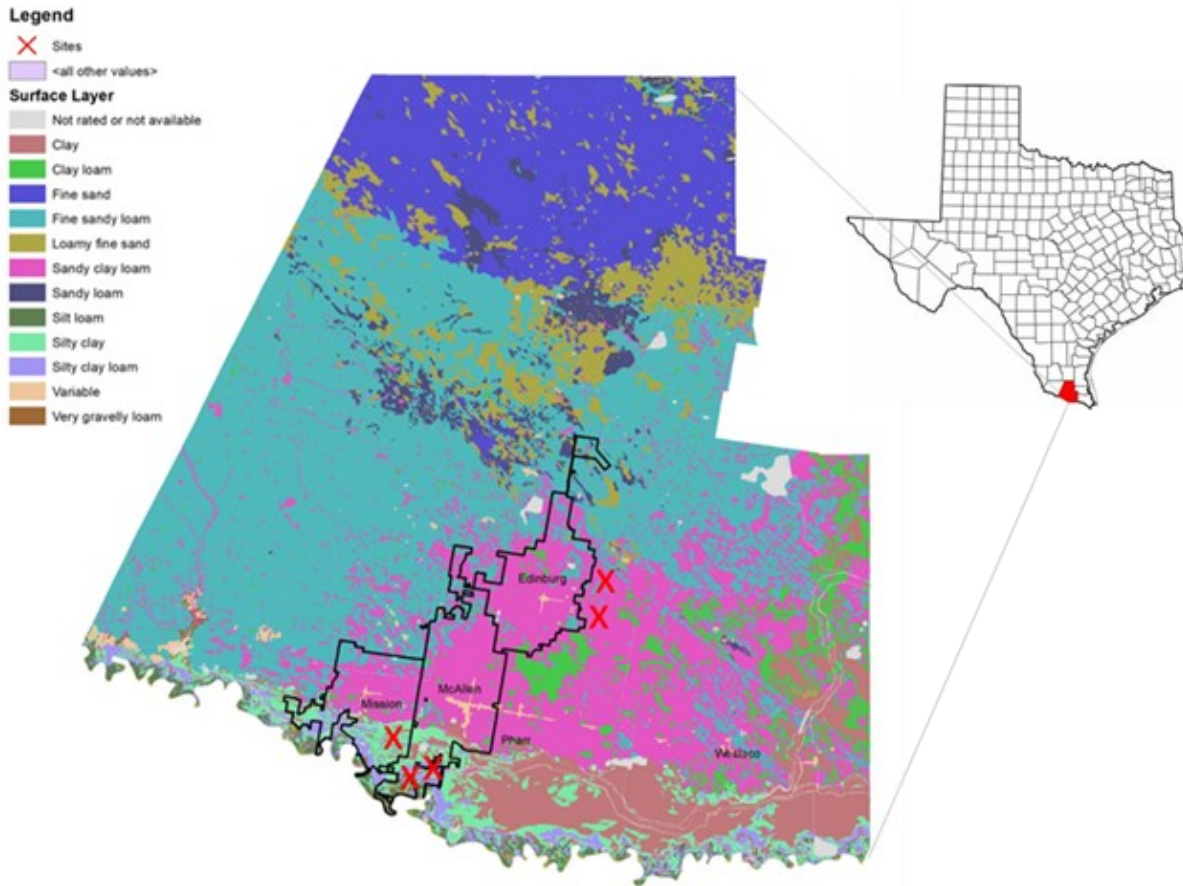 Legend
Sites
<all other values>
Surface Layer
Not rated or not available
Clay
Clay loam
Fine sand
Fine sandy loam
Loamy fine sand
Sandy clay loam
Sandy loam
Silt loam
Silty clay
Silty clay loam
Variable
Very gravelly loam
Edinburg
McAllen
Mission
Pharr
Weslaco